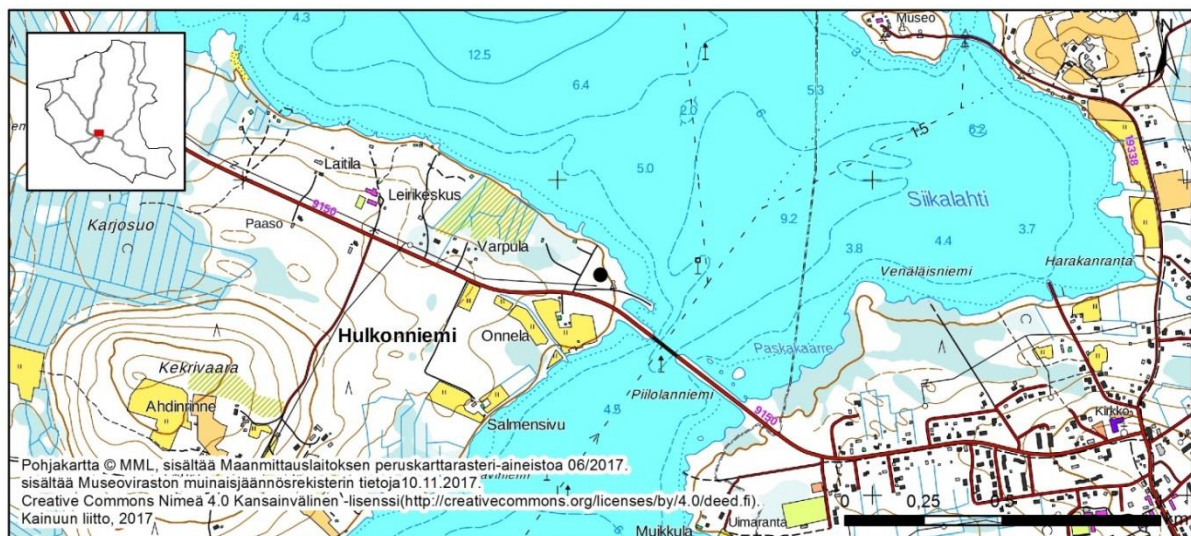 4.3
Museo
N
12.5
6.4
5.3
2.0
1.5
6.2
19338
5.0
Laitila
Leirikeskus
Siikalahti
9150
Karjosuo
Paaso
9.2
3.7
4.4
Varpula
3.8
Venäläisniemi
Harakanranta
Hulkonniemi
Onnela
Paskakaarre
Kekrivaara
Piilolanniemi
Ahdinrinne
4.5
9150
Kirkko
Salmensivu
Pohjakartta © MML, sisältää Maanmittauslaitoksen peruskarttarasteri-aineistoa 06/2017.
sisältää Museoviraston muinaisjäännösrekisterin tietoja10.11.2017.
Creative Commons Nimeä 4.0 Kansainvälinen -lisenssi(http://creativecommons.org/licenses/by/4.0/deed.fi).
Kainuun liitto, 2017
0 0,25 0,5 1
km
Muikkula
Uimaranta